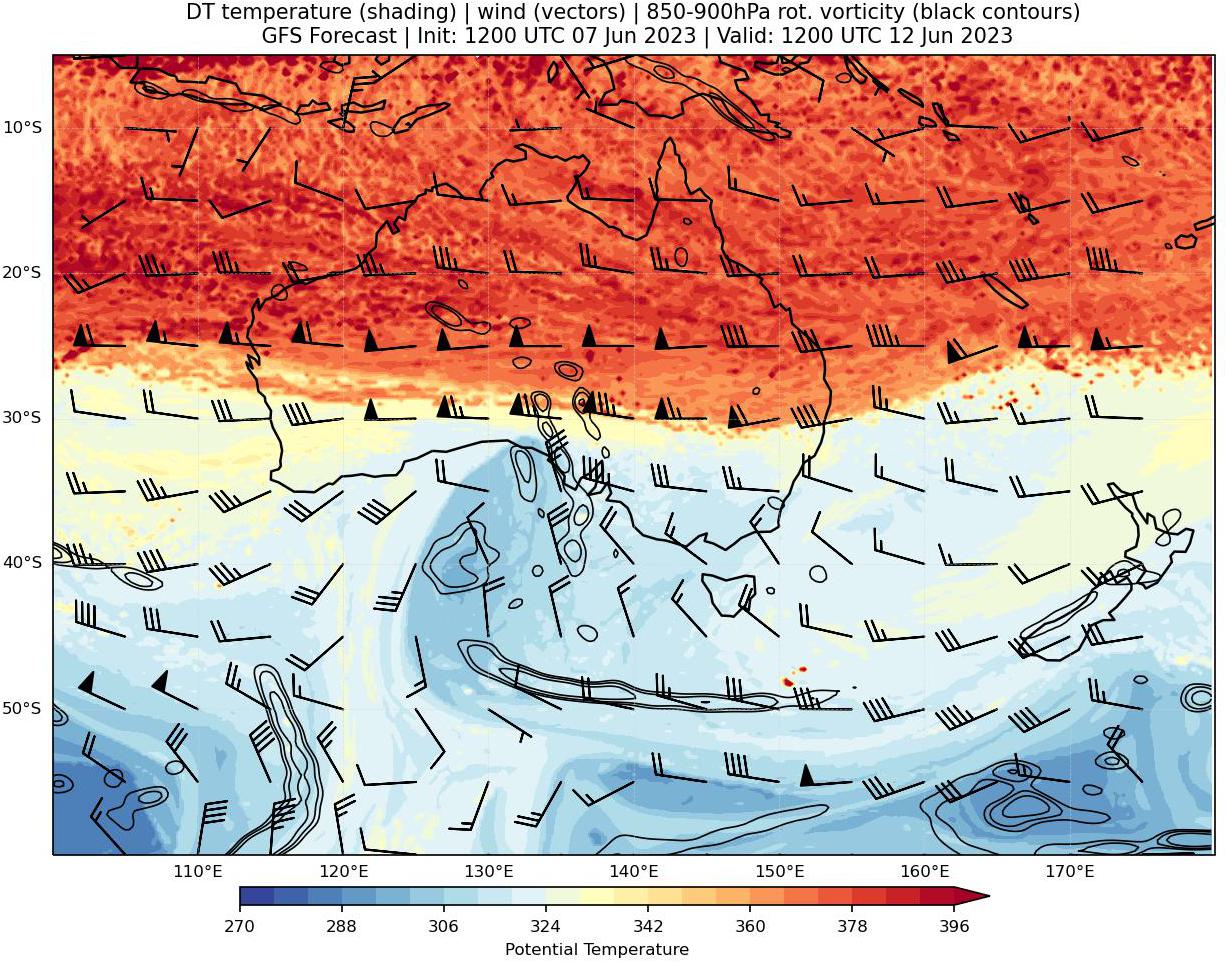 DT temperature (shading) | wind (vectors) | 850-900hPa rot. vorticity (black contours)
GFS Forecast | Init: 1200 UTC 07 Jun 2023 | Valid: 1200 UTC 12 Jun 2023
10°S
20°S
30°S
40°S
50°S
110°E 120°E 130°E 140°E 150°E 160°E 170°E
270 288 306 324 342 360 378 396
Potential Temperature